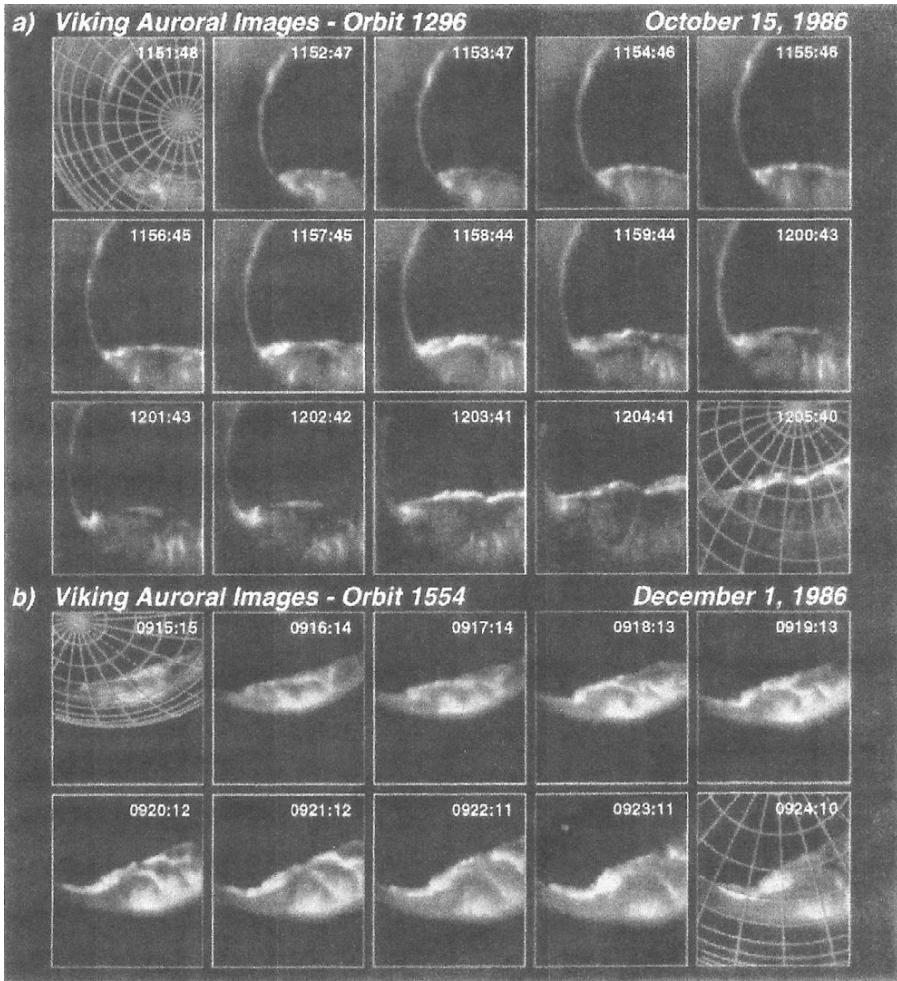 a) Viking Auroral Images - Orbit 1296 October 15, 1986
1151:48 1152:47 1153:47 1154:46 1155:46
1156:45 1157:45 1158:44 1159:44 1200:43
1201:43 1202:42 1203:41 1204:41 1205:40
b) Viking Auroral Images - Orbit 1554 December 1, 1986
0915:15 0916:14 0917:14 0918:13 0919:13
0920:12 0921:12 0922:11 0923:11 0924:10